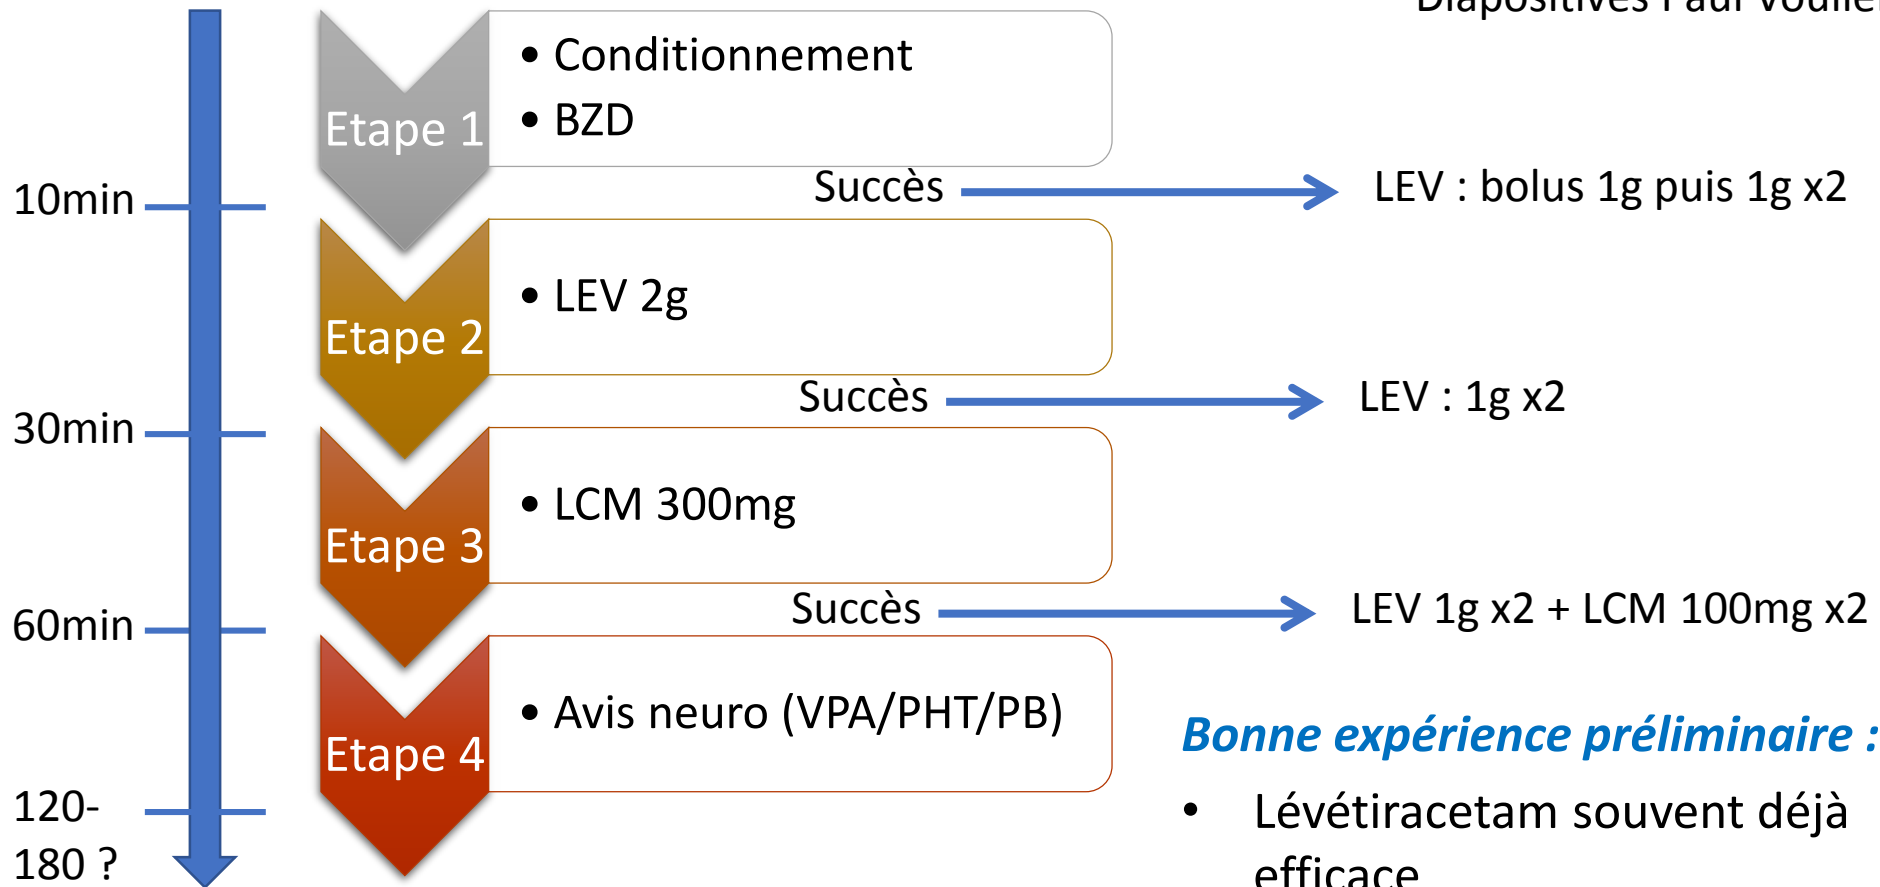 Diapositives Paul
• Conditionnement
• BZD
Etape 1
10min
Succès
LEV : bolus 1g puis 1g x2
• LEV 2g
Etape 2
Succès
LEV : 1g x2
30min
• LCM 300mg
Etape 3
Succès
LEV 1g x2 + LCM 100mg x2
60min
• Avis neuro (VPA/PHT/PB)
Etape 4
120-
180 ?
Bonne expérience préliminaire :
• Lévétiracetam souvent déjà
efficace